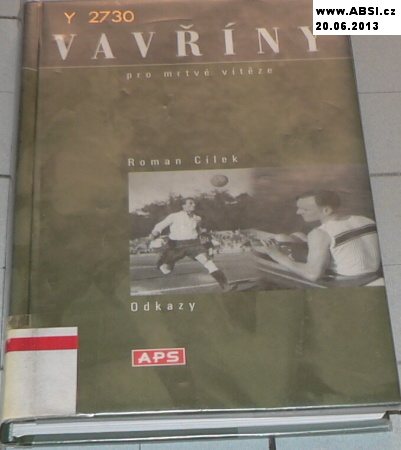 www.ABSI.cz
20.06.2013
Y 2730
VAVŘÍNY
pro mrtvé vítěze
Roman Cílek
Odkazy
APS